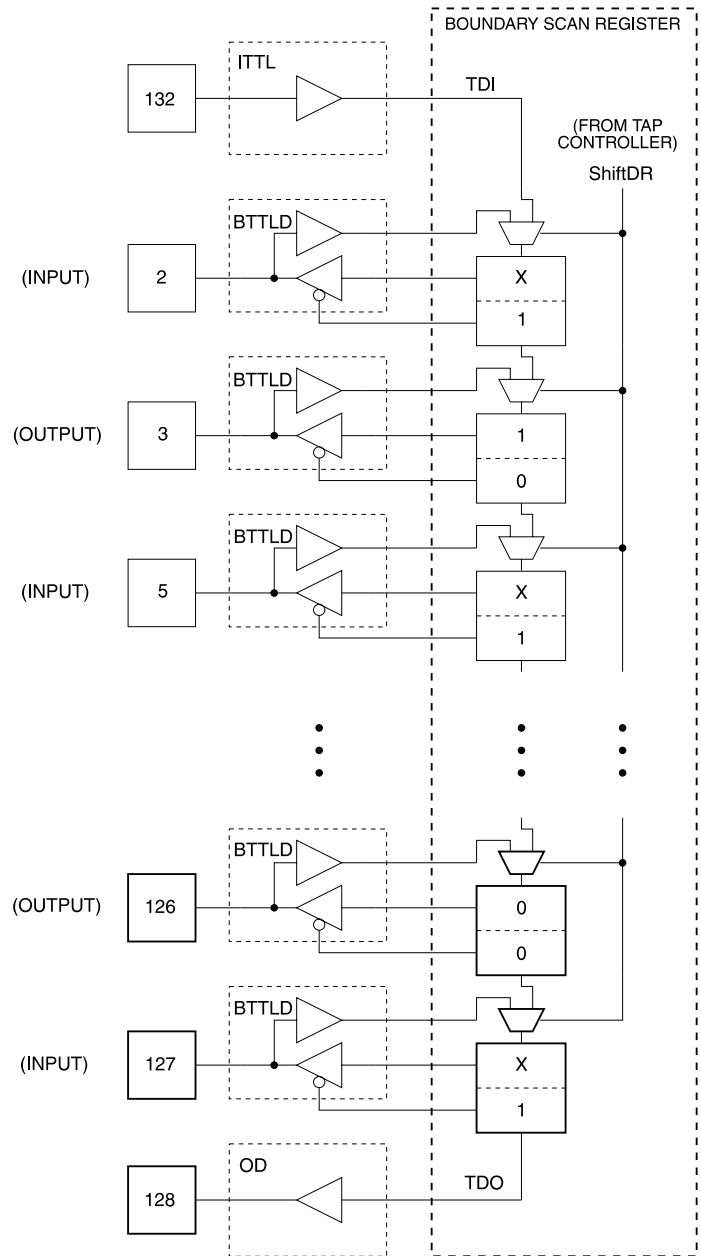 BOUNDARY SCAN REGISTER
ITTL
132
TDI
(FROM TAP
CONTROLLER)
ShiftDR
BTTLD
(INPUT)
2
X
1
BTTLD
(OUTPUT)
3
1
0
BTTLD
(INPUT)
5
X
1
BTTLD
(OUTPUT)
126
0
0
BTTLD
(INPUT)
127
X
1
OD
128
TDO